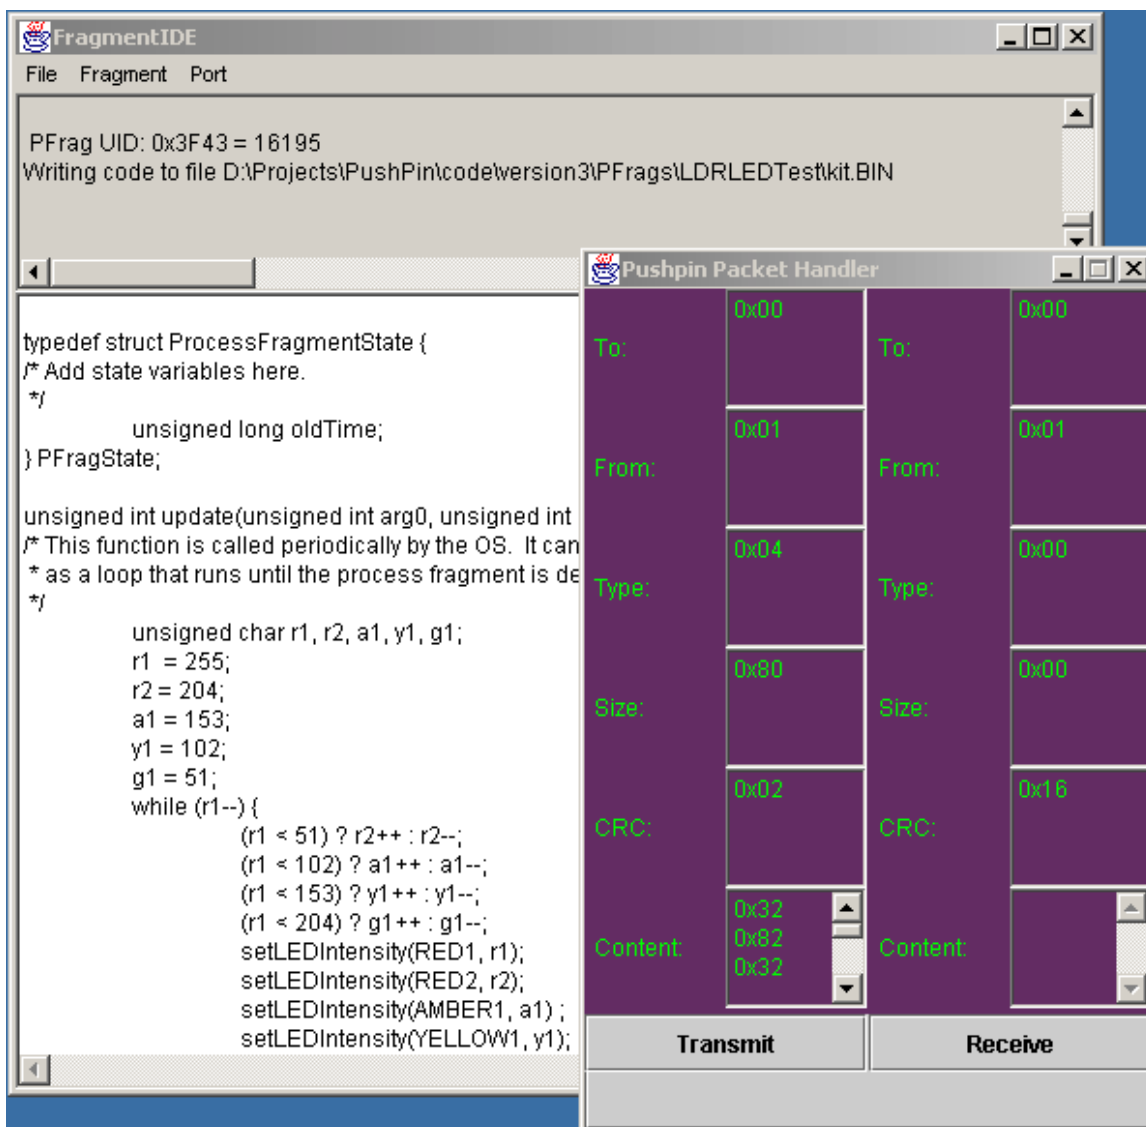 FragmentIDE
File Fragment Port
PFrag UID: 0x3F43 = 16195
Writing code to file D:\Projects\PushPin\code\version3\PFrags\LDRLEDTest\kit.BIN
typedef struct ProcessFragmentState {
/* Add state variables here.
*/
unsigned long oldTime;
} PFragState;
unsigned int update(unsigned int arg0, unsigned int
/* This function is called periodically by the OS. It can
* as a loop that runs until the process fragment is de
*/
unsigned char r1, r2, a1, y1, g1;
r1 = 255;
r2 = 204;
a1 = 153;
y1 = 102;
g1 = 51;
while (r1--) {
(r1 < 51) ? r2++ : r2--;
(r1 < 102) ? a1++ : a1--;
(r1 < 153) ? y1++ : y1--;
(r1 < 204) ? g1++ : g1--;
setLEDIntensity(RED1, r1);
setLEDIntensity(RED2, r2);
setLEDIntensity(AMBER1, a1) ;
setLEDIntensity(YELLOW1, y1);
Pushpin Packet Handler
To: 0x00 To: 0x00
From: 0x01 From: 0x01
Type: 0x04 Type: 0x00
Size: 0x80 Size: 0x00
CRC: 0x02 CRC: 0x16
Content: 0x32 Content:
0x82
0x32
Transmit Receive